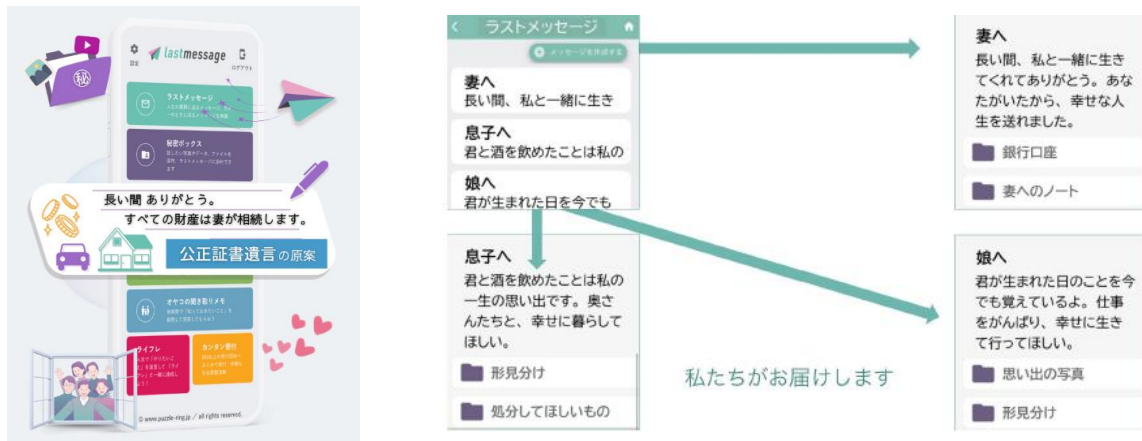 lastmessage
設定
ログアウト
ラストメッセージ
秘
秘密ボックス
長い間 ありがとう。
すべての財産は妻が相続します。
公正証書遺言の原案
オヤコの聞き取りメモ
ライフレ
カンタン寄付
© www.puzzle-ring.jp / all rights reserved.
ラストメッセージ
メッセージを作成する
妻へ
長い間、私と一緒に生き
息子へ
君と酒を飲めたことは私の
娘へ
君が生まれた日を今でも
妻へ
長い間、私と一緒に生き
てくれてありがとう。あな
たがいたから、幸せな人
生を送れました。
銀行口座
妻へのノート
息子へ
君と酒を飲めたことは私の
一生の思い出です。奥さ
んたちと、幸せに暮らして
ほしい。
形見分け
処分してほしいもの
私たちがお届けします
娘へ
君が生まれた日のことを今
でも覚えているよ。仕事
をがんばり、幸せに生き
て行ってほしい。
思い出の写真
形見分け